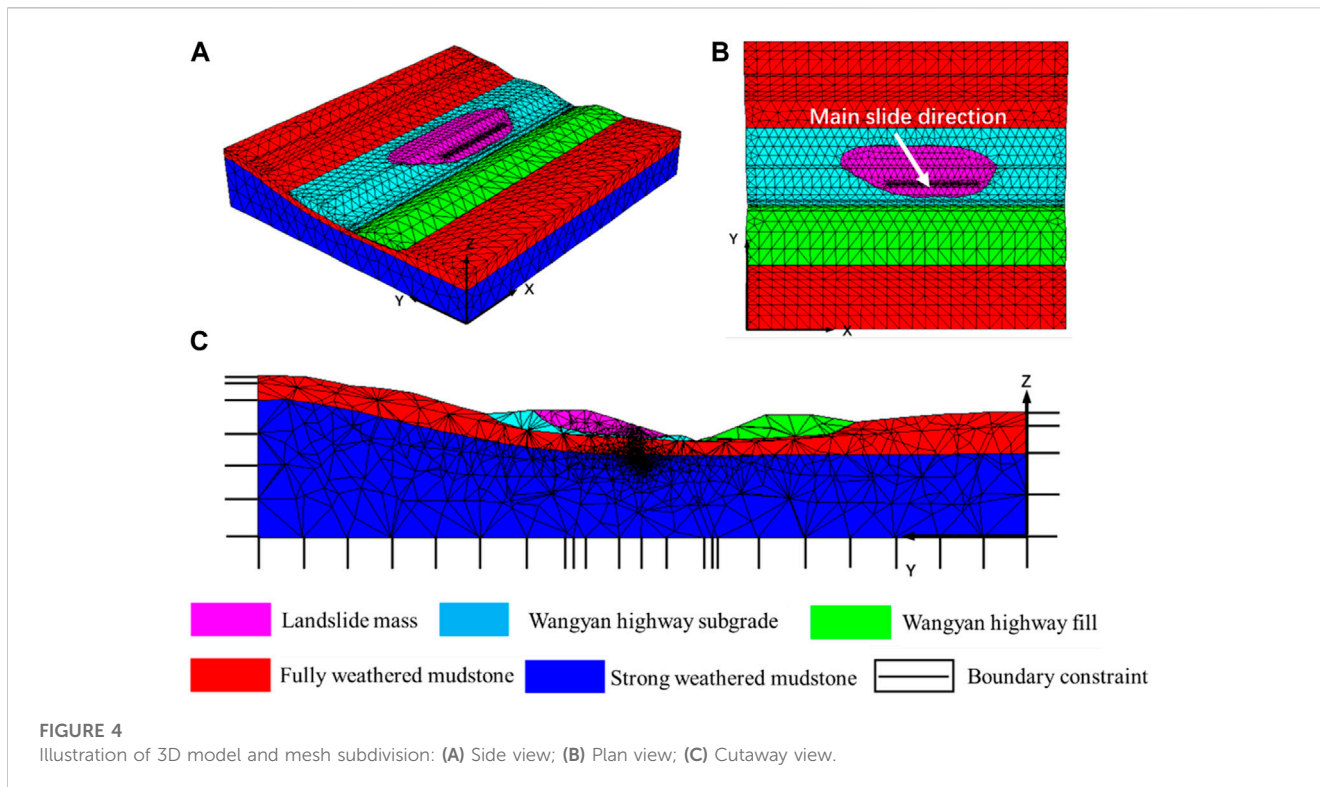 A
B
Main slide direction
Z
Y
X
Y
X
C
Z
Y
Landslide mass
Wangyan highway subgrade
Wangyan highway fill
Fully weathered mudstone
Strong weathered mudstone
Boundary constraint
FIGURE 4
Illustration of 3D model and mesh subdivision: (A) Side view; (B) Plan view; (C) Cutaway view.